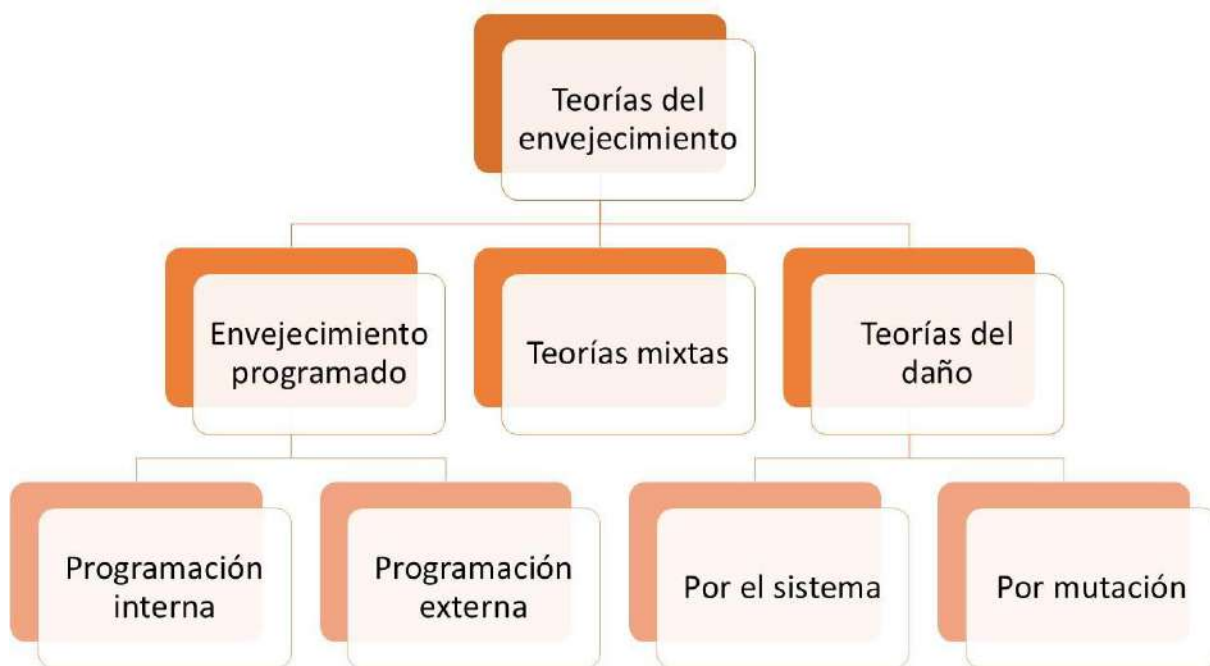 Teorías del
envejecimiento
Envejecimiento
programado
Teorías mixtas
Teorías del
daño
Programación
interna
Programación
externa
Por el sistema
Por mutación